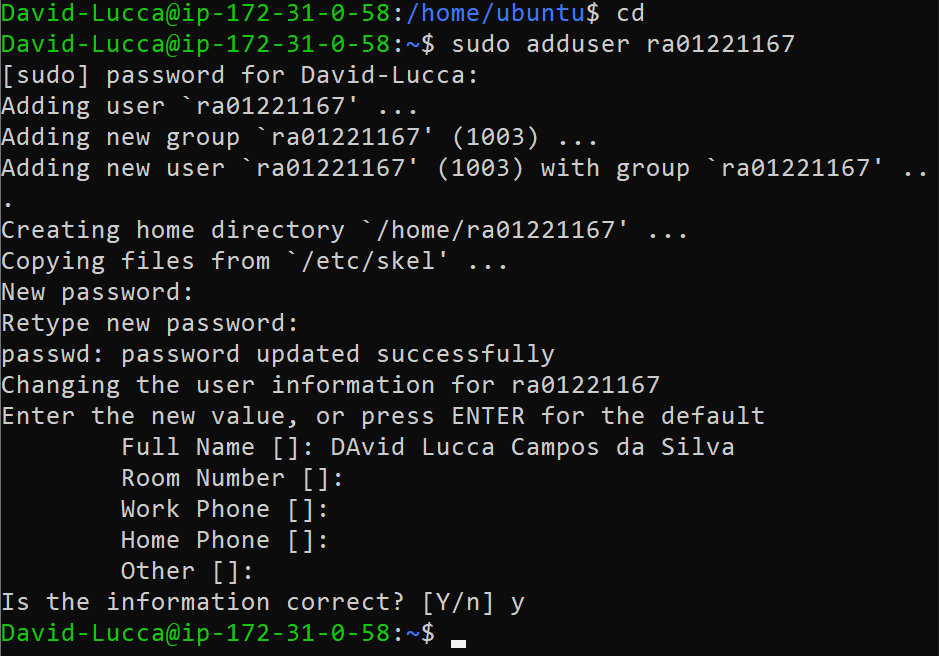 David-Lucca@ip-172-31-0-58:/home/ubuntu$ cd
David-Lucca@ip-172-31-0-58:~$ sudo adduser ra01221167
[sudo] password for David-Lucca:
Adding user `ra01221167' ...
Adding new group `ra01221167' (1003) ...
Adding new user `ra01221167' (1003) with group `ra01221167' ..
.
Creating home directory `/home/ra01221167' ...
Copying files from `/etc/skel' ...
New password:
Retype new password:
passwd: password updated successfully
Changing the user information for ra01221167
Enter the new value, or press ENTER for the default
        Full Name []: DAvid Lucca Campos da Silva
        Room Number []:
        Work Phone []:
        Home Phone []:
        Other []:
Is the information correct? [Y/n] y
David-Lucca@ip-172-31-0-58:~$